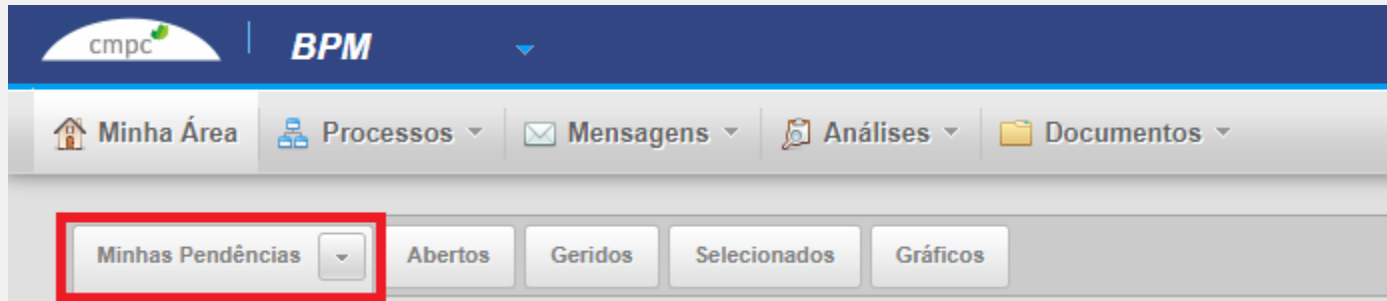 cmpc BPM
Minha Área Processos Mensagens Análises Documentos
Minhas Pendências Abertos Geridos Selecionados Gráficos